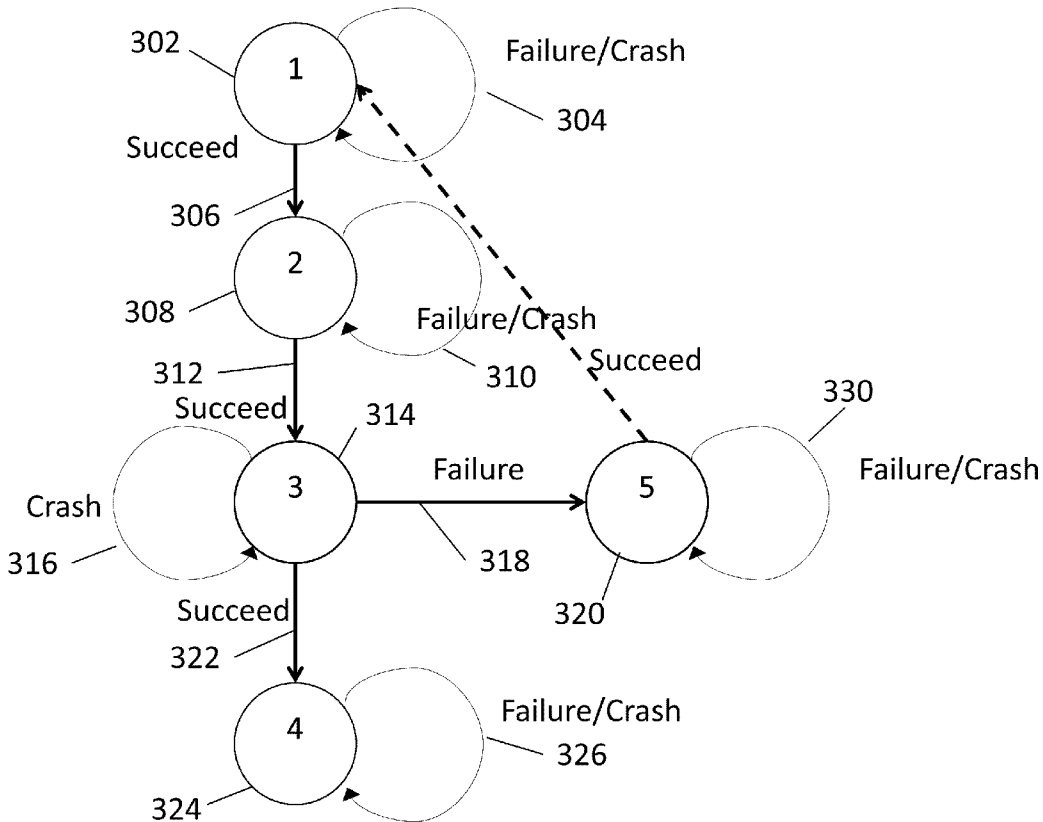 302
1
Failure/Crash
304
Succeed
306
2
308
Failure/Crash
310
Succeed
312
Succeed
314
330
3
Failure
5
Failure/Crash
Crash
316
318
320
Succeed
322
4
Failure/Crash
326
324